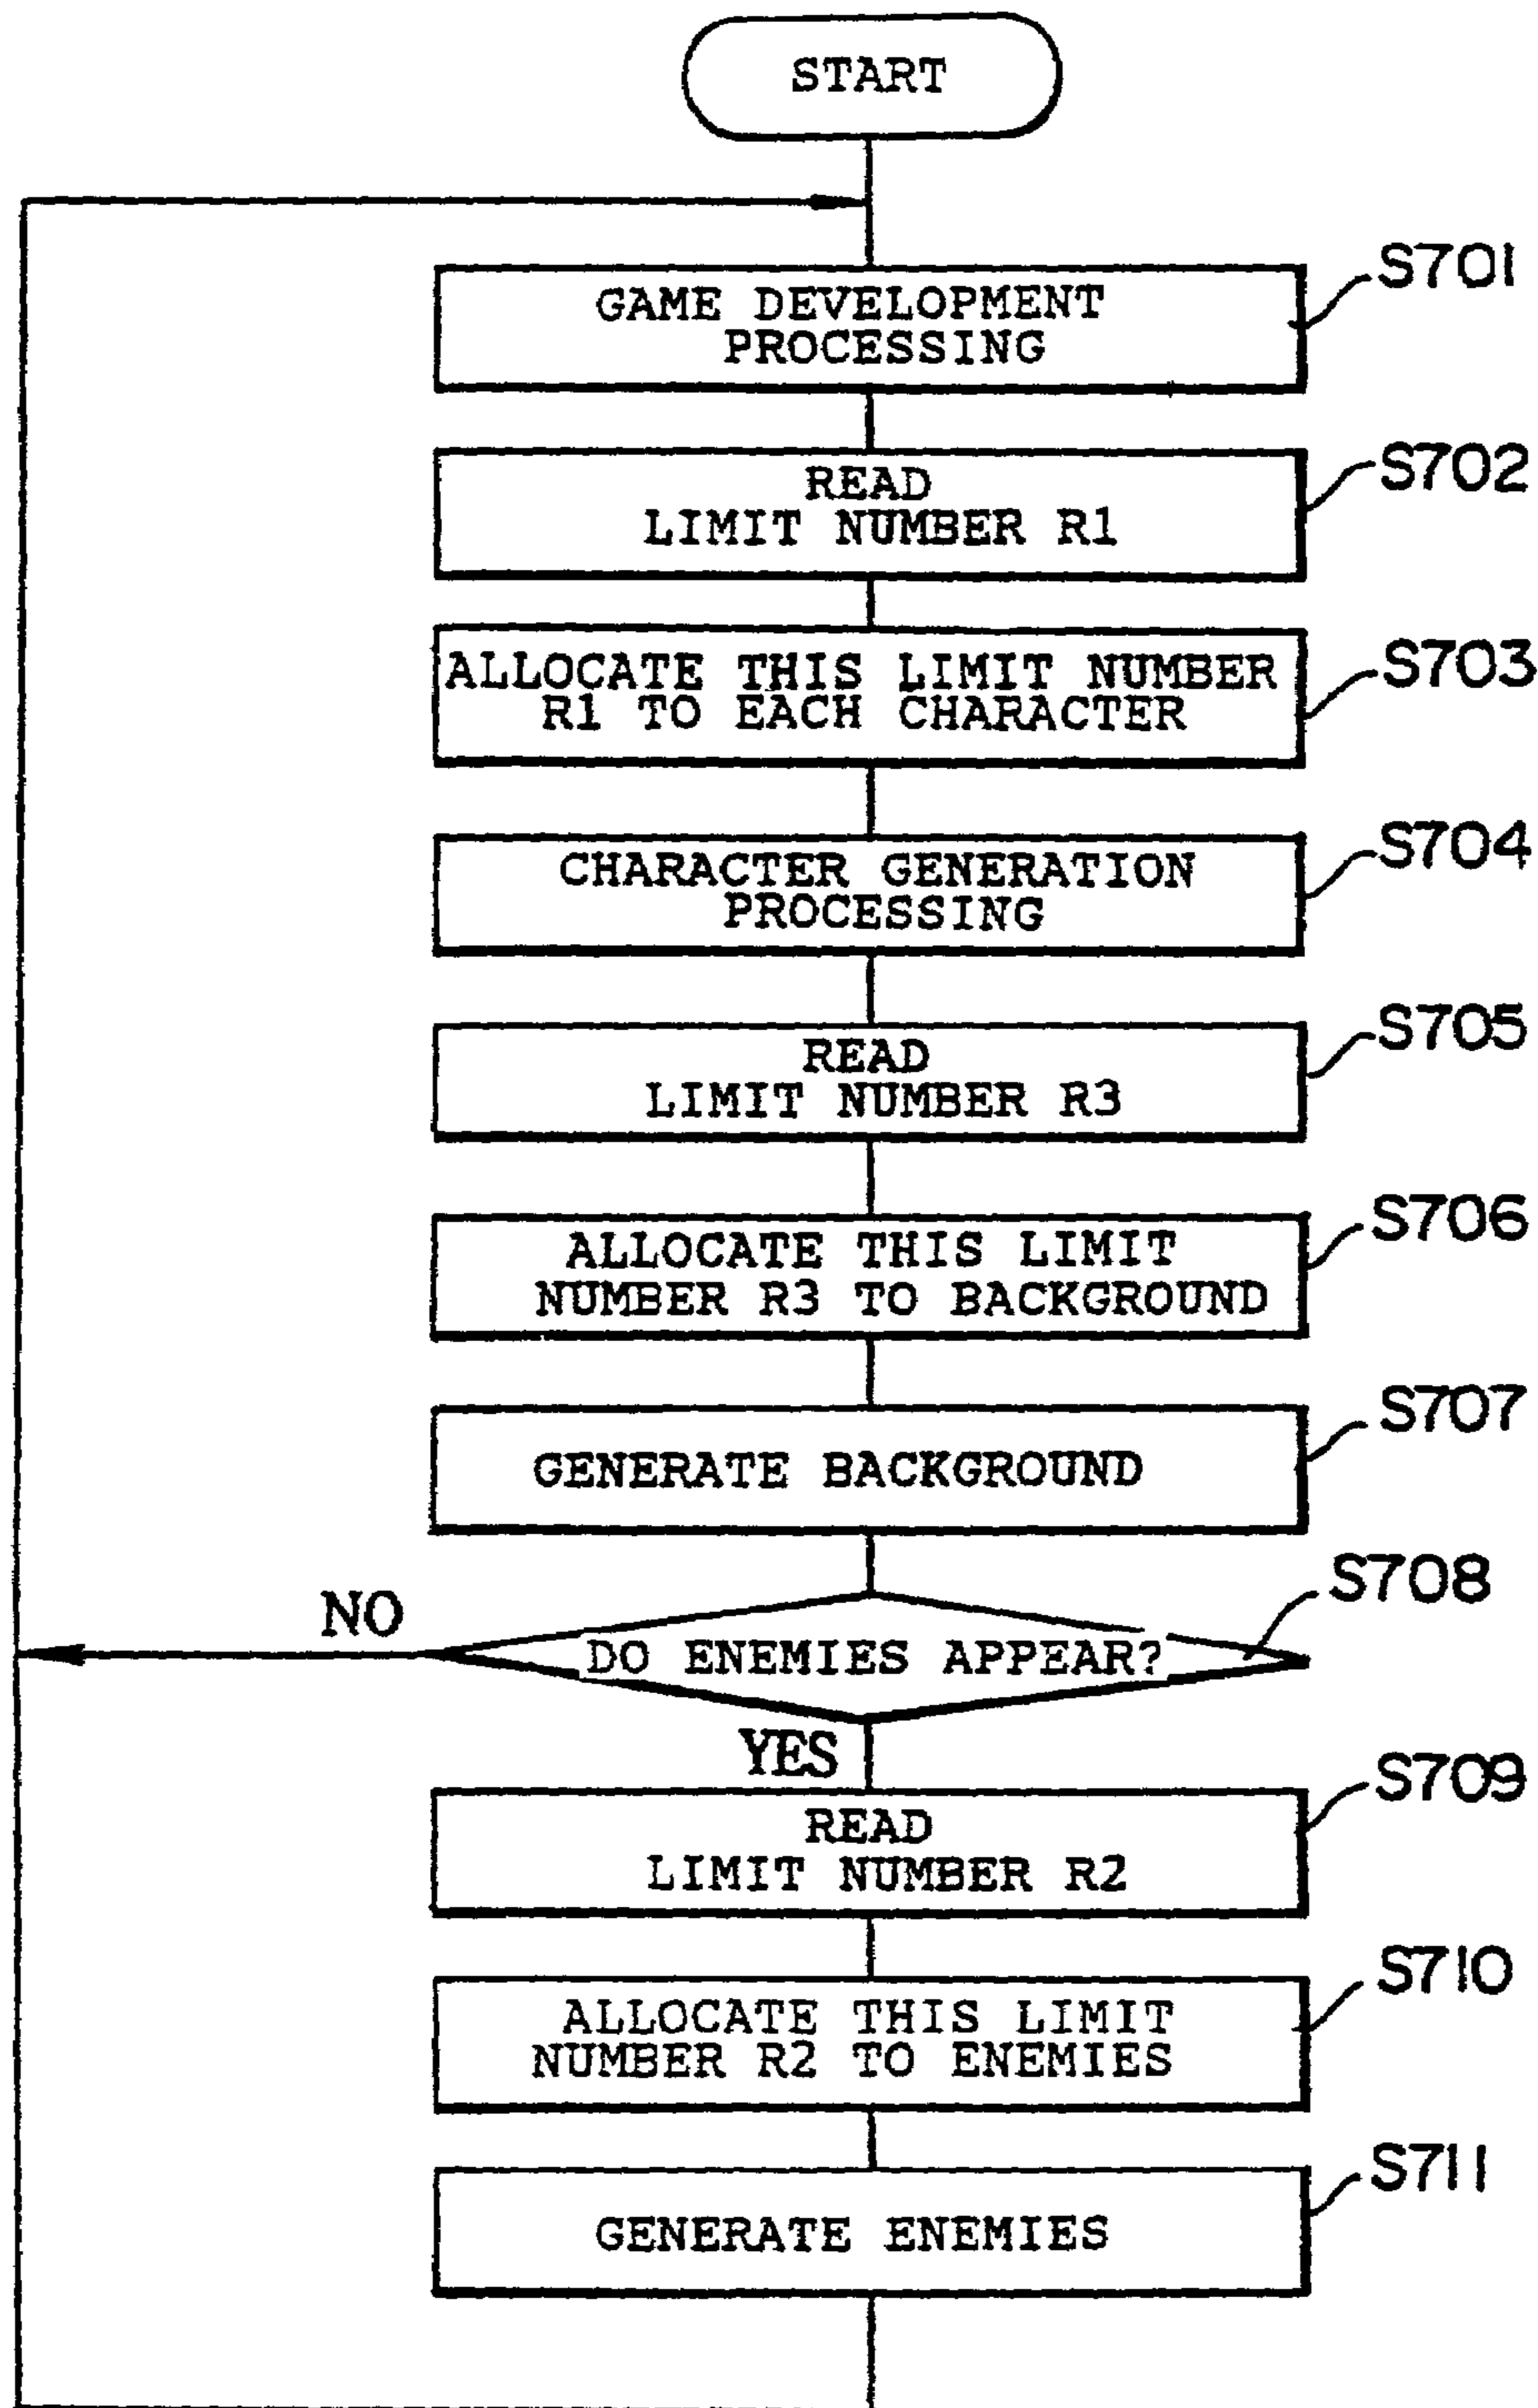 START
S701
GAME DEVELOPMENT
PROCESSING
S702
READ
LIMIT NUMBER R1
S703
ALLOCATE THIS LIMIT NUMBER
R1 TO EACH CHARACTER
S704
CHARACTER GENERATION
PROCESSING
S705
READ
LIMIT NUMBER R3
S706
ALLOCATE THIS LIMIT
NUMBER R3 TO BACKGROUND
S707
GENERATE BACKGROUND
S708
NO
DO ENEMIES APPEAR?
YES
S709
READ
LIMIT NUMBER R2
S710
ALLOCATE THIS LIMIT
NUMBER R2 TO ENEMIES
S711
GENERATE ENEMIES